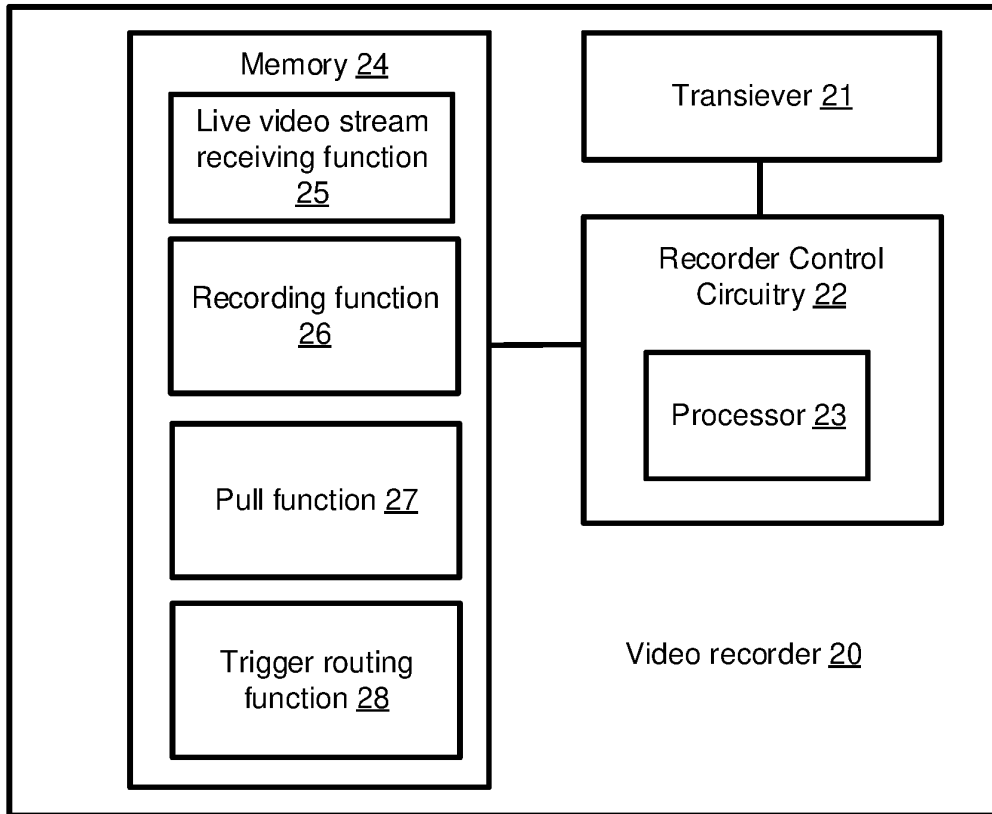 Memory 24
Live video stream
receiving function
25
Recording function
26
Pull function 27
Trigger routing
function 28
Transiever 21
Recorder Control
Circuitry 22
Processor 23
Video recorder 20